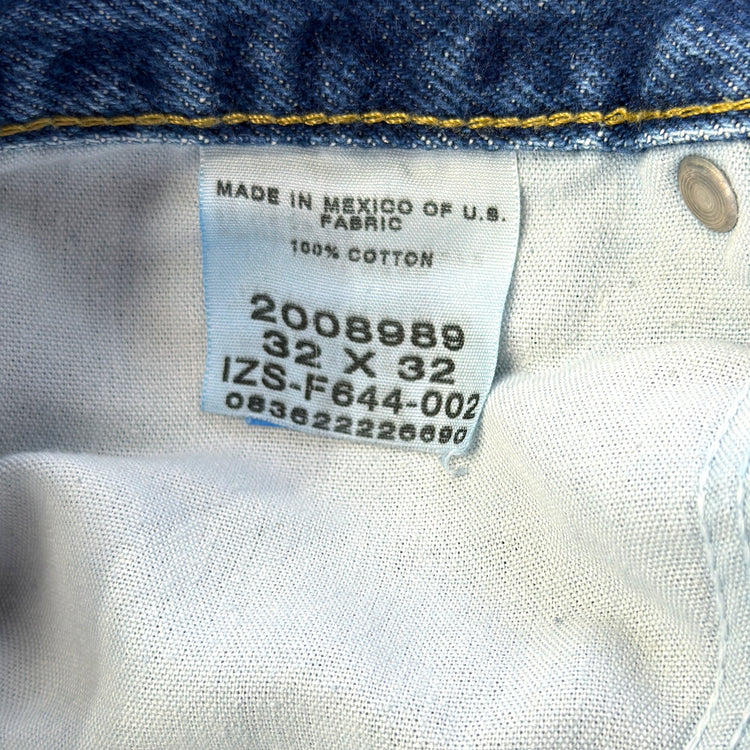 MADE IN MEXICO OF U.S.
FABRIC
100% COTTON
2008989
32 X 32
IZS-F644-002
083622226690